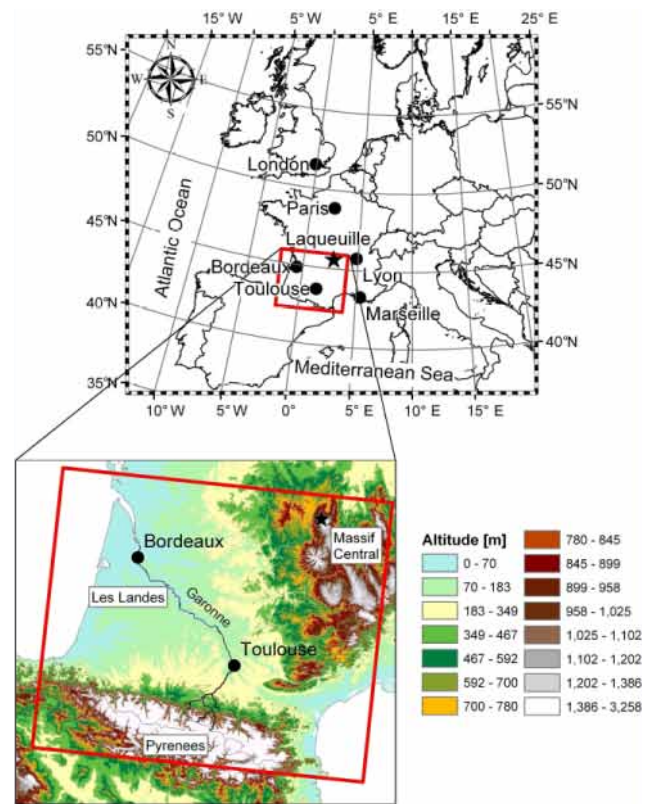 15° W 10° W 5° W 0° 5° E 10° E 15° E 20° E 25° E
55°N
N
W E
S
55°N
50°N
London
50°N
Atlantic Ocean
Paris
45°N
Laqueuille
45°N
Bordeaux
Lyon
Toulouse
40°N
Marseille
40°N
Mediterranean Sea
35°N
10° W 5° W 0° 5° E 10° E 15° E
Bordeaux
Massif
Central
Les Landes
Garonne
Toulouse
Pyrenees
Altitude [m]
0 - 70
70 - 183
183 - 349
349 - 467
467 - 592
592 - 700
700 - 780
780 - 845
845 - 899
899 - 958
958 - 1,025
1,025 - 1,102
1,102 - 1,202
1,202 - 1,386
1,386 - 3,258